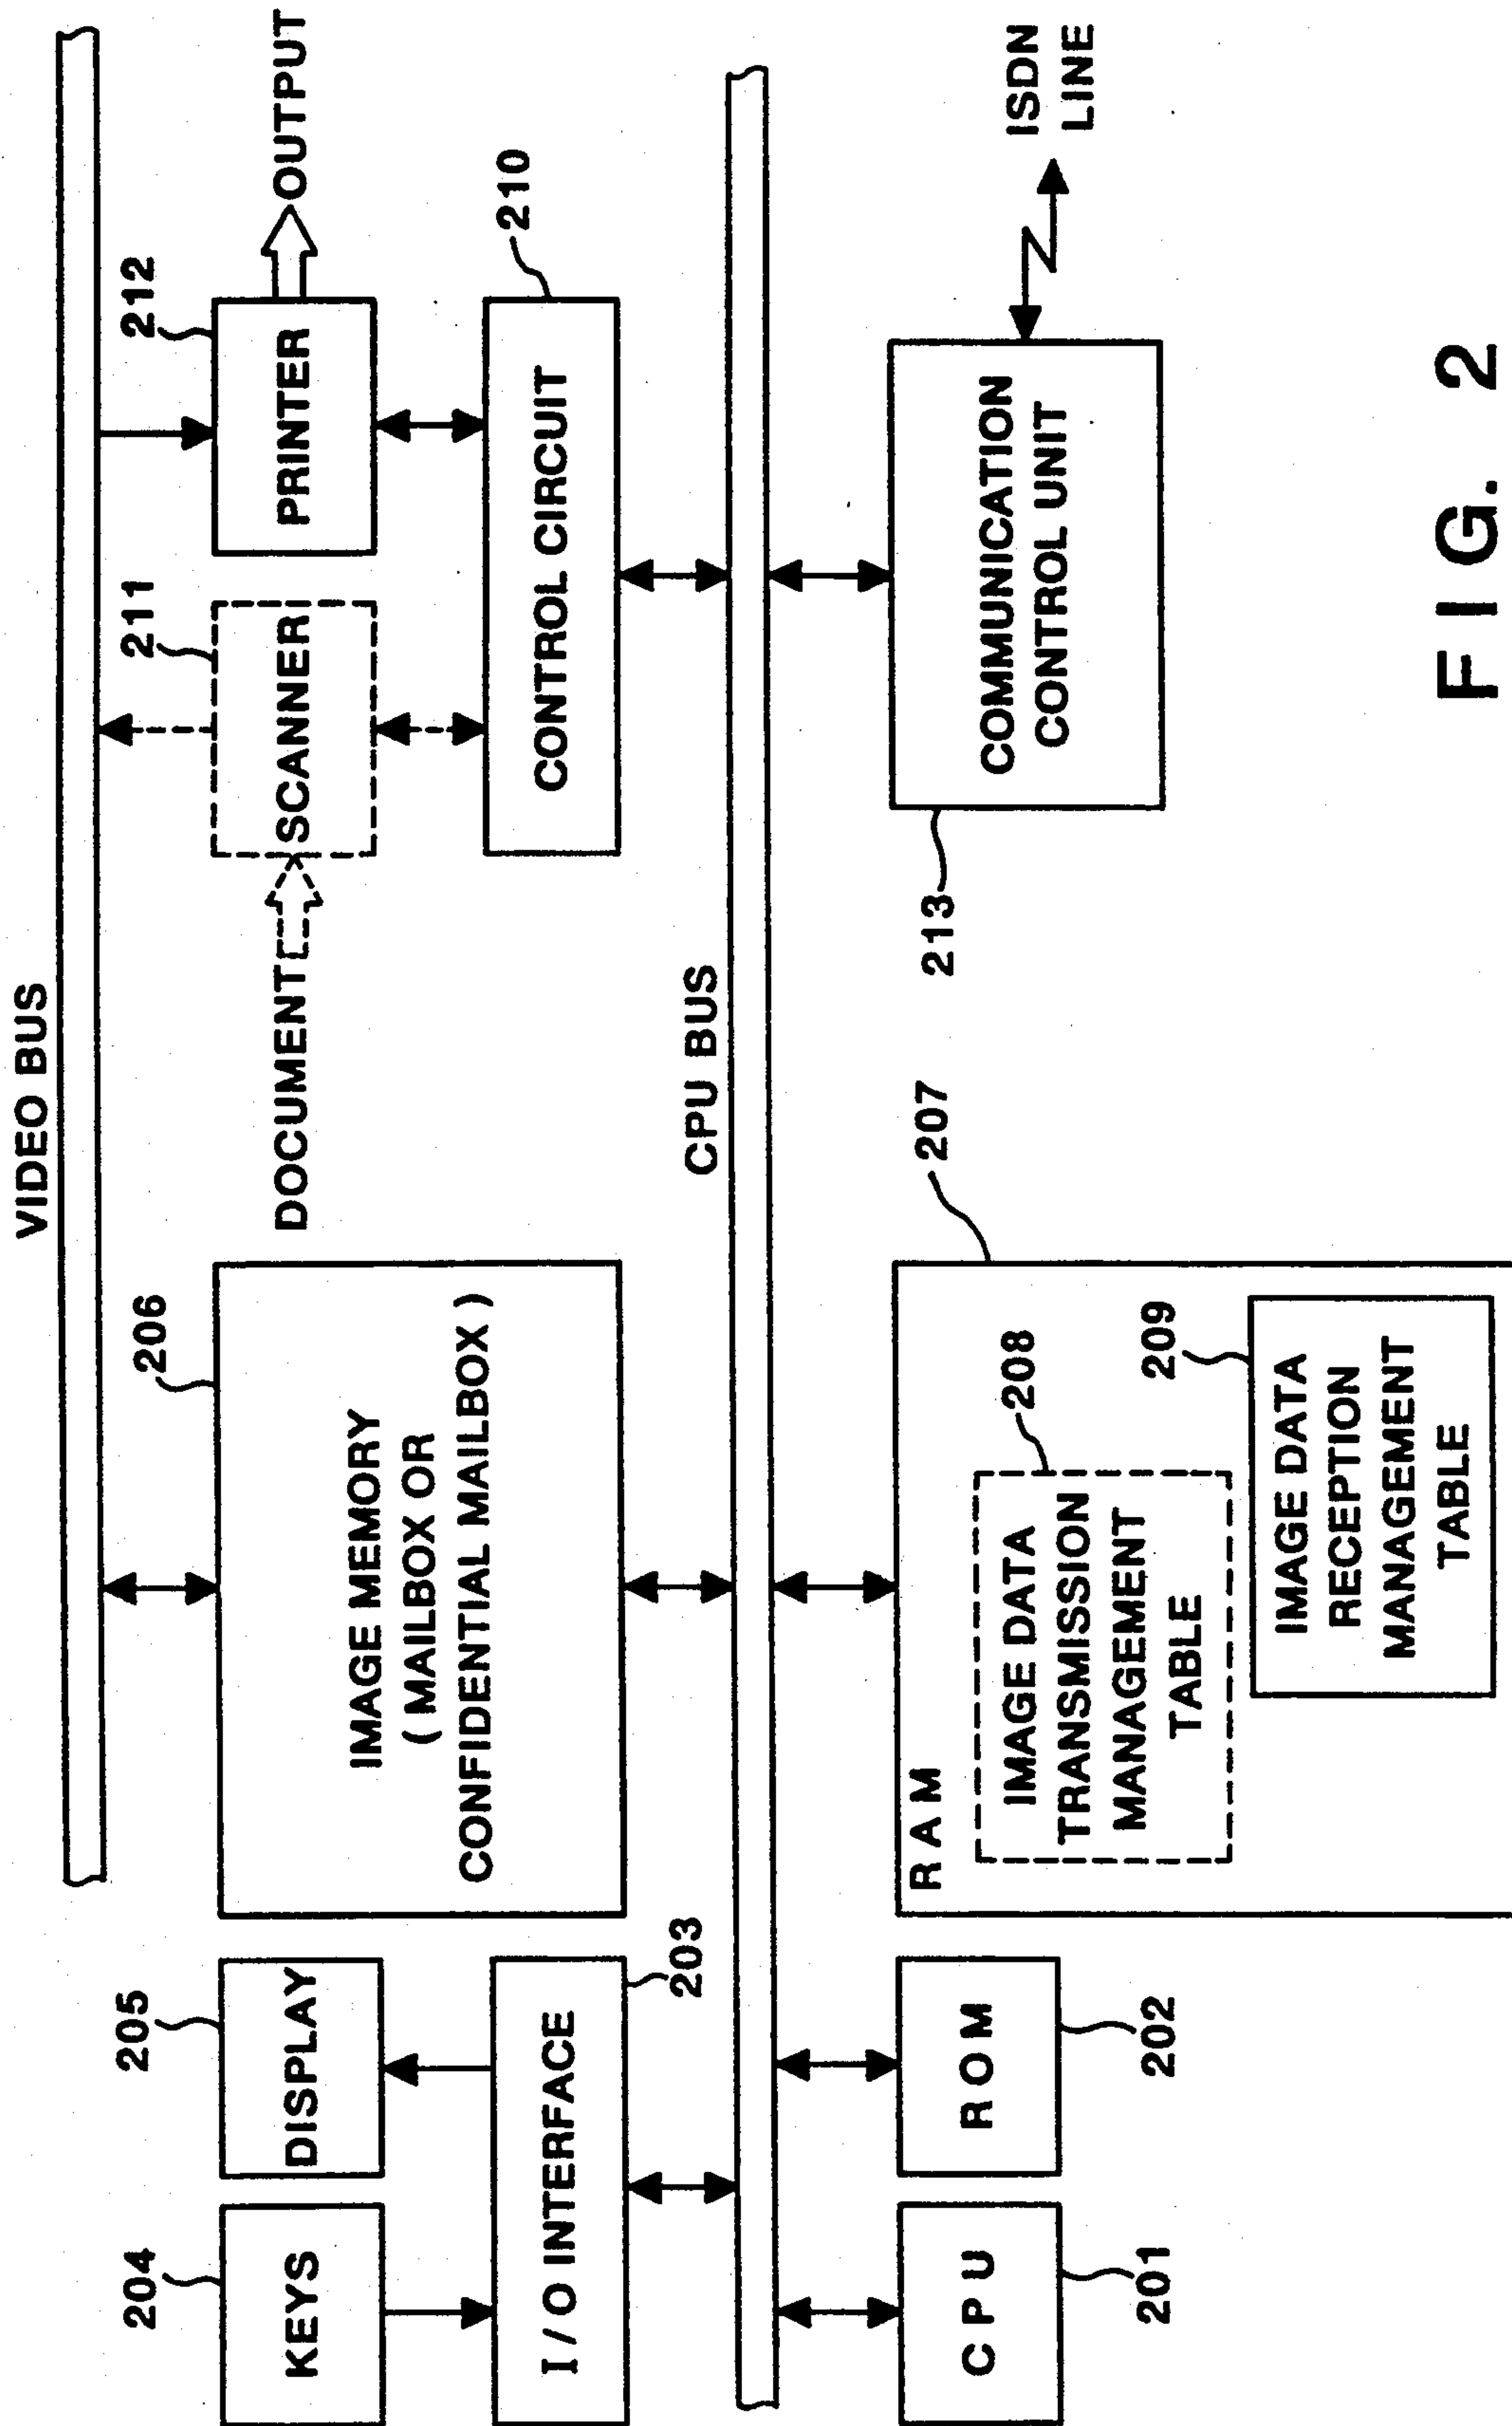 VIDEO BUS
204
KEYS
205
DISPLAY
I/O INTERFACE
203
206
IMAGE MEMORY
( MAILBOX OR
CONFIDENTIAL MAILBOX )
DOCUMENT
211
SCANNER
212
PRINTER
OUTPUT
CONTROL CIRCUIT
210
CPU BUS
CPU
201
ROM
202
RAM
207
208
IMAGE DATA
TRANSMISSION
MANAGEMENT
TABLE
209
IMAGE DATA
RECEPTION
MANAGEMENT
TABLE
213
COMMUNICATION
CONTROL UNIT
ISDN
LINE
FIG. 2